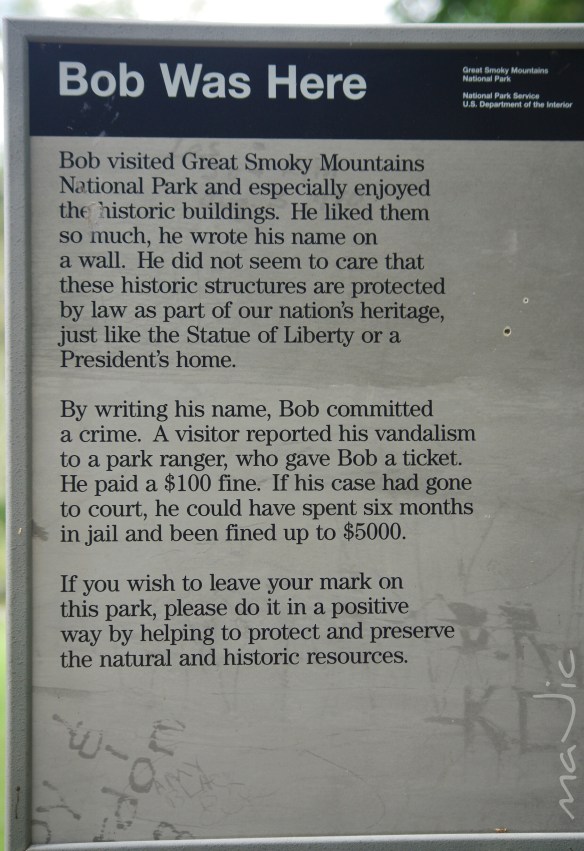 Bob Was Here
Great Smoky Mountains
National Park
National Park Service
U.S. Department of the Interior
Bob visited Great Smoky Mountains
National Park and especially enjoyed
the historic buildings. He liked them
so much, he wrote his name on
a wall. He did not seem to care that
these historic structures are protected
by law as part of our nation's heritage,
just like the Statue of Liberty or a
President's home.
By writing his name, Bob committed
a crime. A visitor reported his vandalism
to a park ranger, who gave Bob a ticket.
He paid a $100 fine. If his case had gone
to court, he could have spent six months
in jail and been fined up to $5000.
If you wish to leave your mark on
this park, please do it in a positive
way by helping to protect and preserve
the natural and historic resources.
KD
maJic